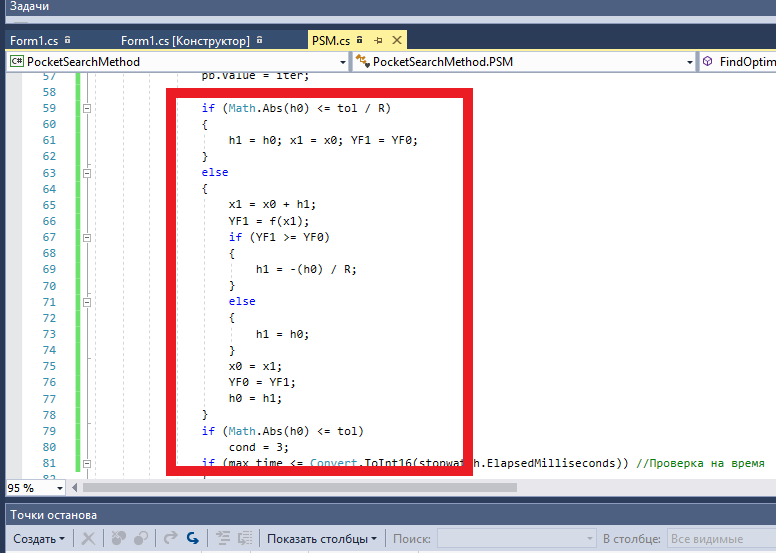 Задачи
Form1.cs Form1.cs [Конструктор] PSM.cs
C# PocketSearchMethod PocketSearchMethod.PSM FindOptim
57 pb.Value = iter;
58
59 if (Math.Abs(h0) <= tol / R)
60 {
61 h1 = h0; x1 = x0; YF1 = YF0;
62 }
63 else
64 {
65 x1 = x0 + h1;
66 YF1 = f(x1);
67 if (YF1 >= YF0)
68 {
69 h1 = -(h0) / R;
70 }
71 else
72 {
73 h1 = h0;
74 }
75 x0 = x1;
76 YF0 = YF1;
77 h0 = h1;
78 }
79 if (Math.Abs(h0) <= tol)
80 cond = 3;
81 if (max_time <= Convert.ToInt16(stopwatch.ElapsedMilliseconds)) //Проверка на время
95 %
Точки останова
Создать Показать столбцы Поиск: В столбце: Все видимые